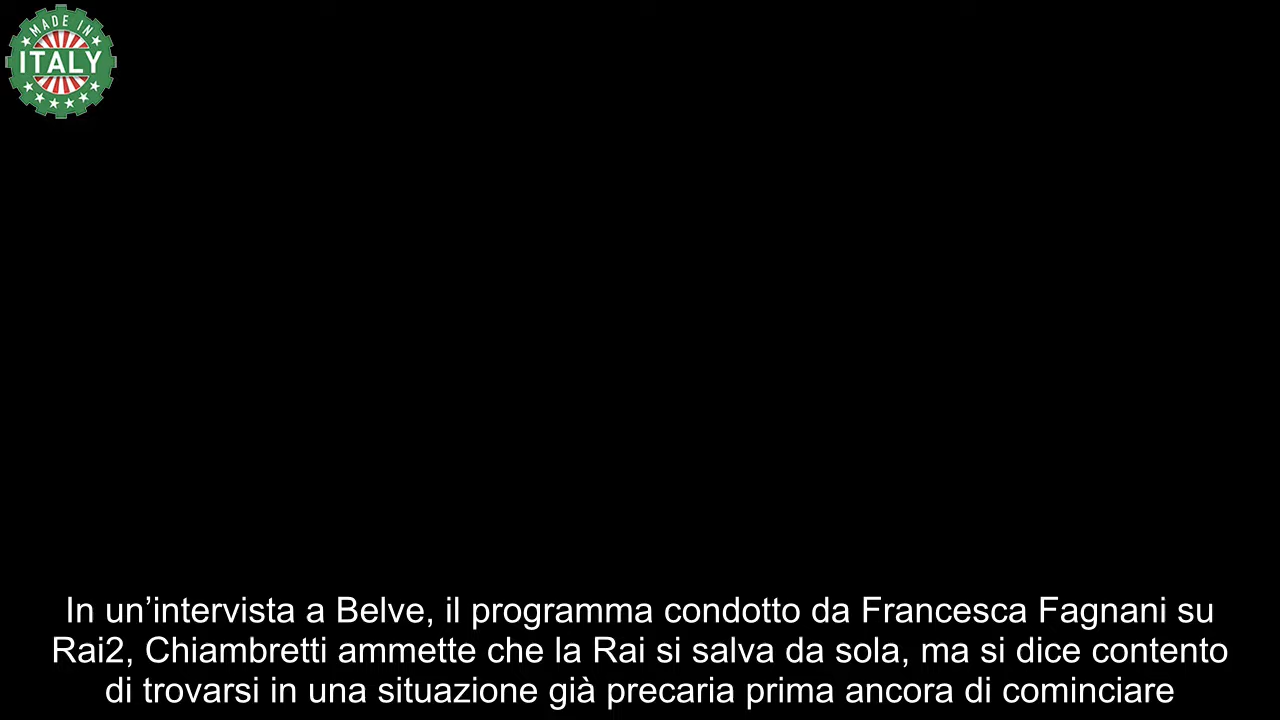 MADE IN
ITALY
In un’intervista a Belve, il programma condotto da Francesca Fagnani su
Rai2, Chiambretti ammette che la Rai si salva da sola, ma si dice contento
di trovarsi in una situazione già precaria prima ancora di cominciare